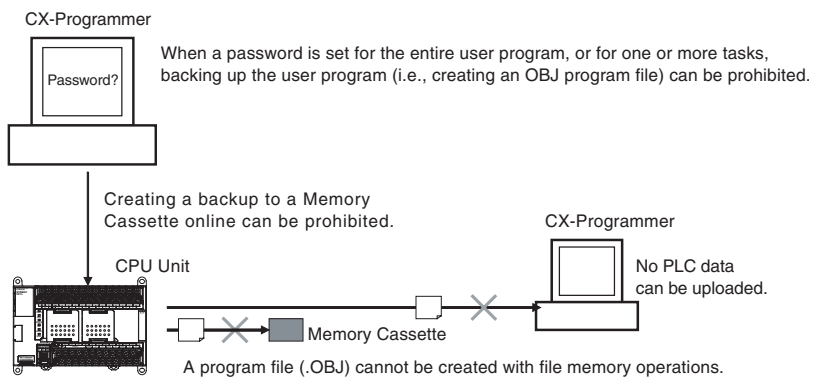 CX-Programmer
Password?
When a password is set for the entire user program, or for one or more tasks,
backing up the user program (i.e., creating an OBJ program file) can be prohibited.
Creating a backup to a Memory
Cassette online can be prohibited.
CX-Programmer
CPU Unit
No PLC data
can be uploaded.
Memory Cassette
A program file (.OBJ) cannot be created with file memory operations.